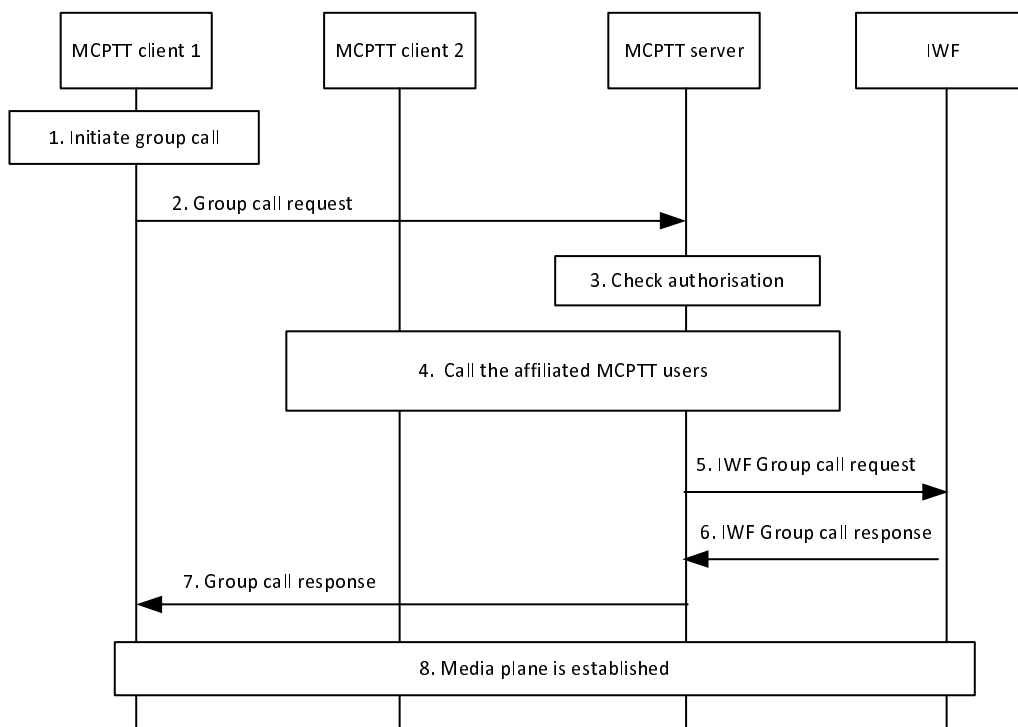 MCPTT client 1
MCPTT client 2
MCPTT server
IWF
1. Initiate group call
2. Group call request
3. Check authorisation
4. Call the affiliated MCPTT users
5. IWF Group call request
6. IWF Group call response
7. Group call response
8. Media plane is established